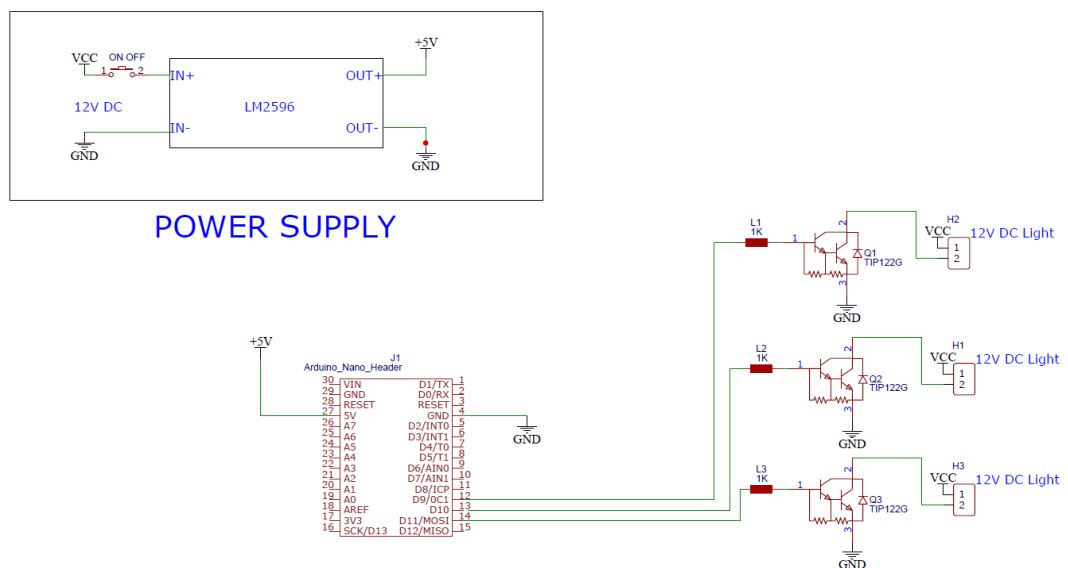 VCC
ON OFF
1
2
+5V
IN+
OUT+
12V DC
LM2596
IN-
OUT-
GND
GND
POWER SUPPLY
L1
1K
1
2
3
Q1
TIP122G
GND
H2
VCC
1
2
12V DC Light
L2
1K
1
2
3
Q2
TIP122G
GND
H1
VCC
1
2
12V DC Light
L3
1K
1
2
3
Q3
TIP122G
GND
H3
VCC
1
2
12V DC Light
+5V
J1
Arduino_Nano_Header
30 VIN D1/TX 1
29 GND D0/RX 2
28 RESET RESET 3
27 5V GND 4
26 A7 D2/INT0 5
25 A6 D3/INT1 6
24 A5 D4/T0 7
23 A4 D5/T1 8
22 A3 D6/AIN0 9
21 A2 D7/AIN1 10
20 A1 D8/ICP 11
19 A0 D9/0C1 12
18 AREF D10 13
17 3V3 D11/MOSI 14
16 SCK/D13 D12/MISO 15
GND